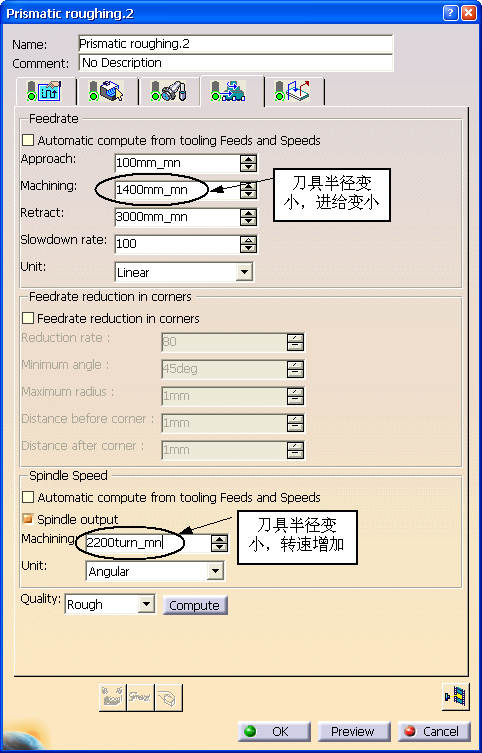 Prismatic roughing.2
Name: Prismatic roughing.2
Comment: No Description
Feedrate
Automatic compute from tooling Feeds and Speeds
Approach: 100mm_mn
Machining: 1400mm_mn
刀具半径变
小，进给变小
Retract: 3000mm_mn
Slowdown rate: 100
Unit: Linear
Feedrate reduction in corners
Feedrate reduction in corners
Reduction rate : 80
Minimum angle : 45deg
Maximum radius : 1mm
Distance before corner : 1mm
Distance after corner : 1mm
Spindle Speed
Automatic compute from tooling Feeds and Speeds
Spindle output
Machining 2200turn_mn
刀具半径变
小，转速增加
Unit: Angular
Quality: Rough Compute
OK Preview Cancel